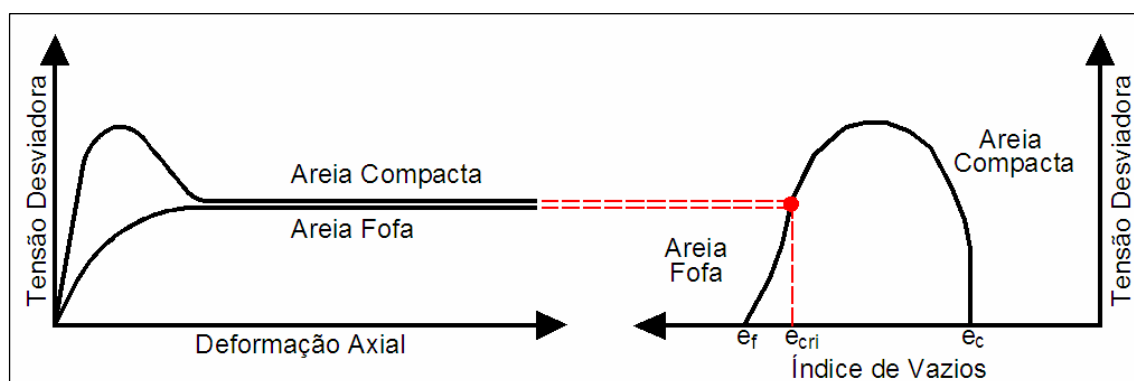 Tensão Desviadora
Areia Compacta
Areia Fofa
Deformação Axial
Areia
Fofa
Areia
Compacta
e_f
e_cri
e_c
Índice de Vazios
Tensão Desviadora